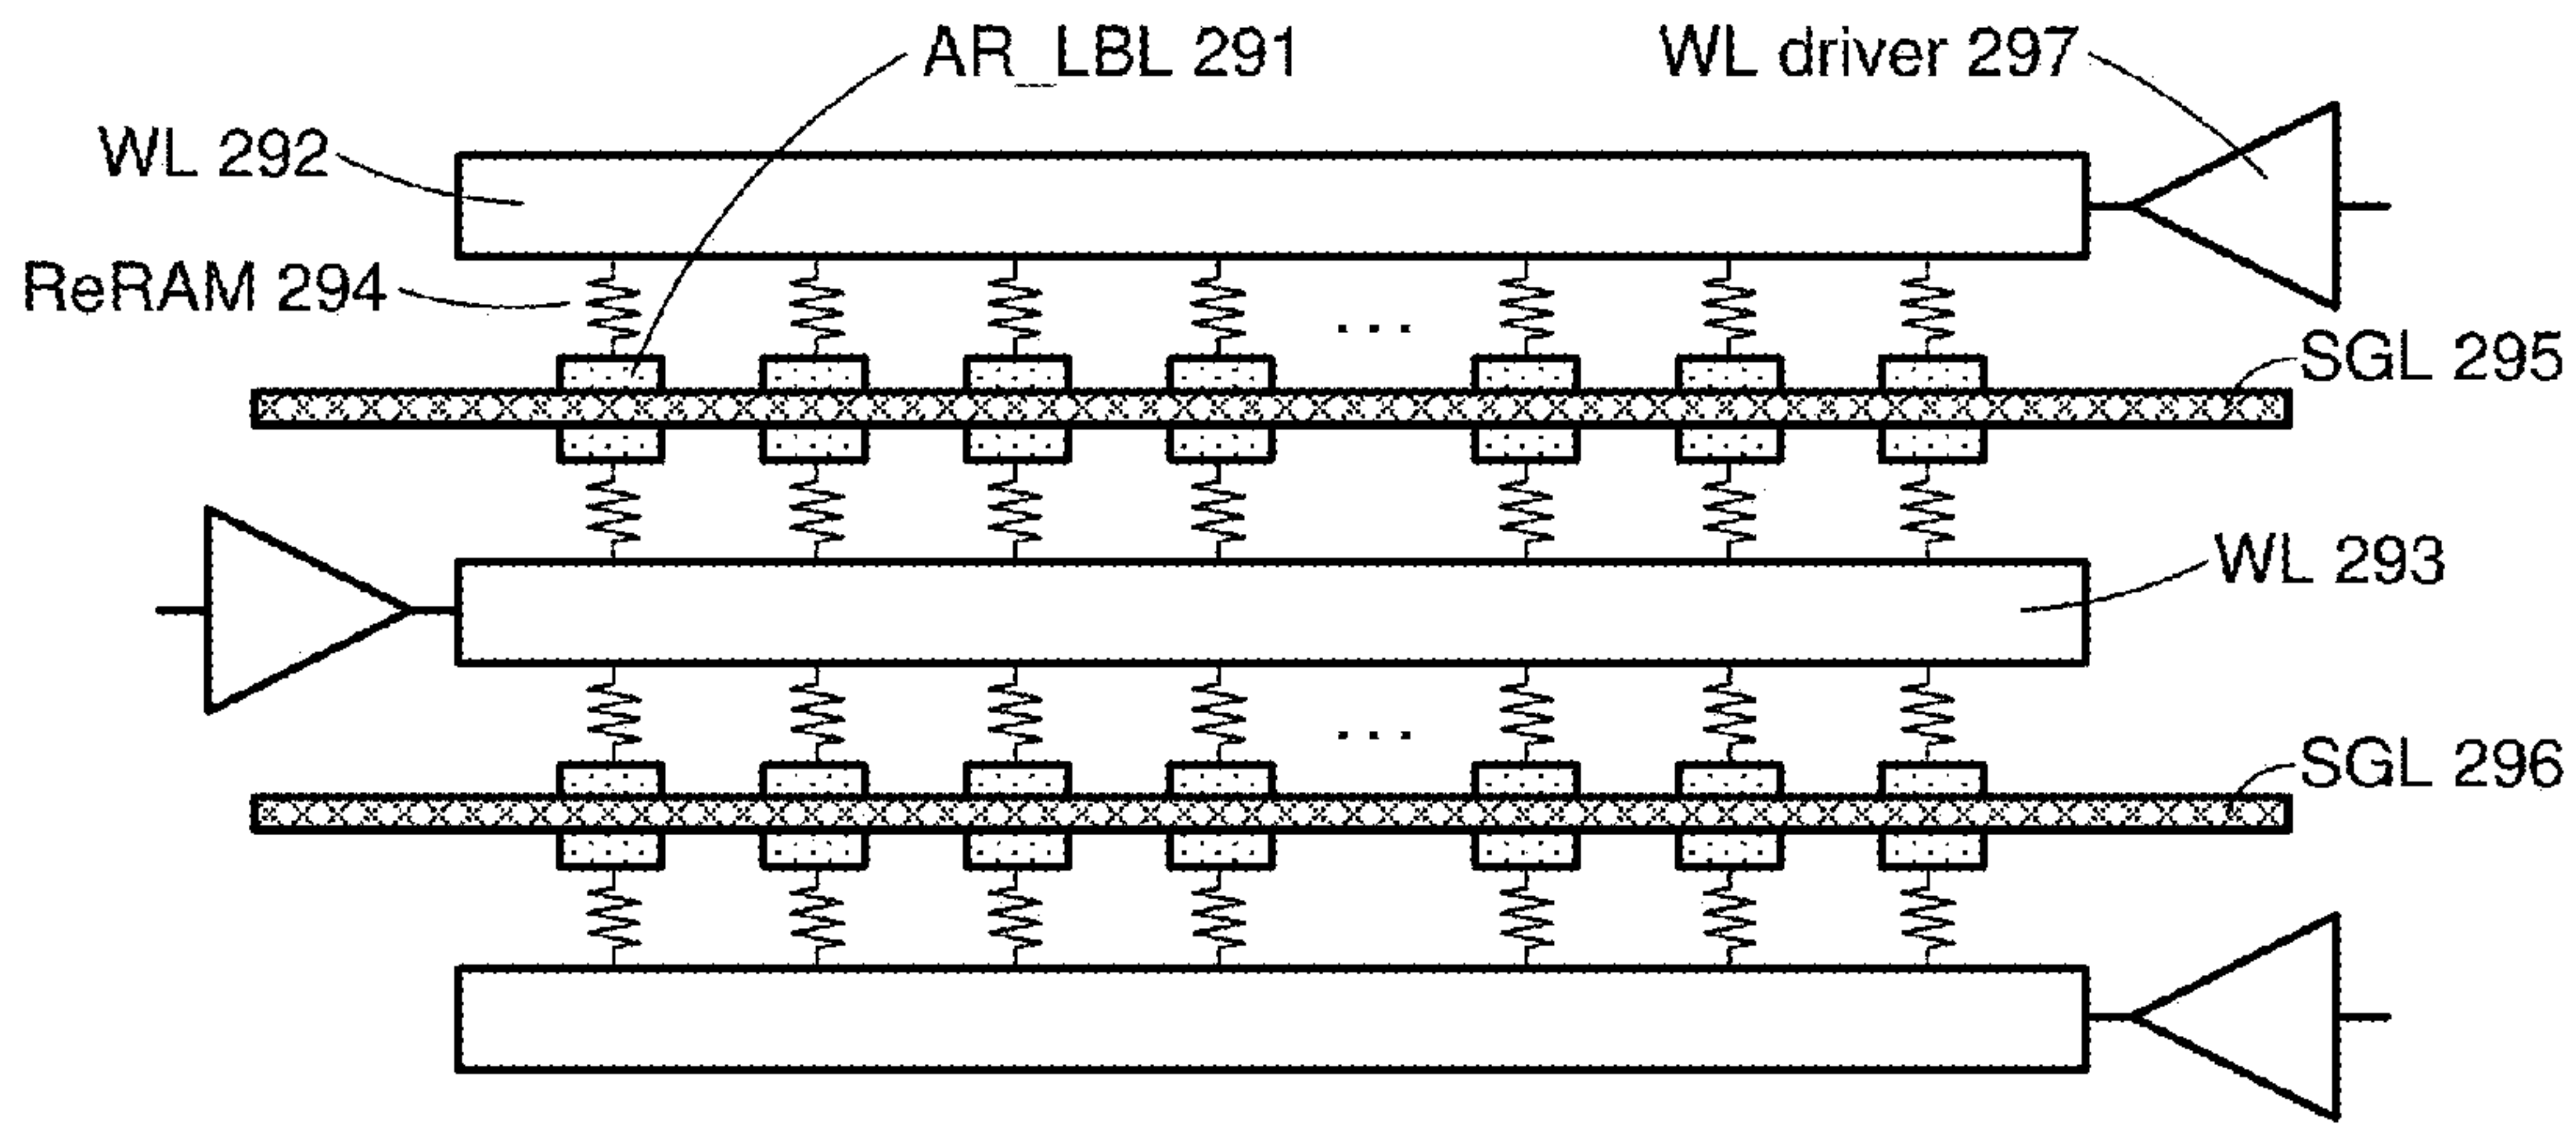 AR_LBL 291
WL driver 297
WL 292
ReRAM 294
...
SGL 295
WL 293
...
SGL 296